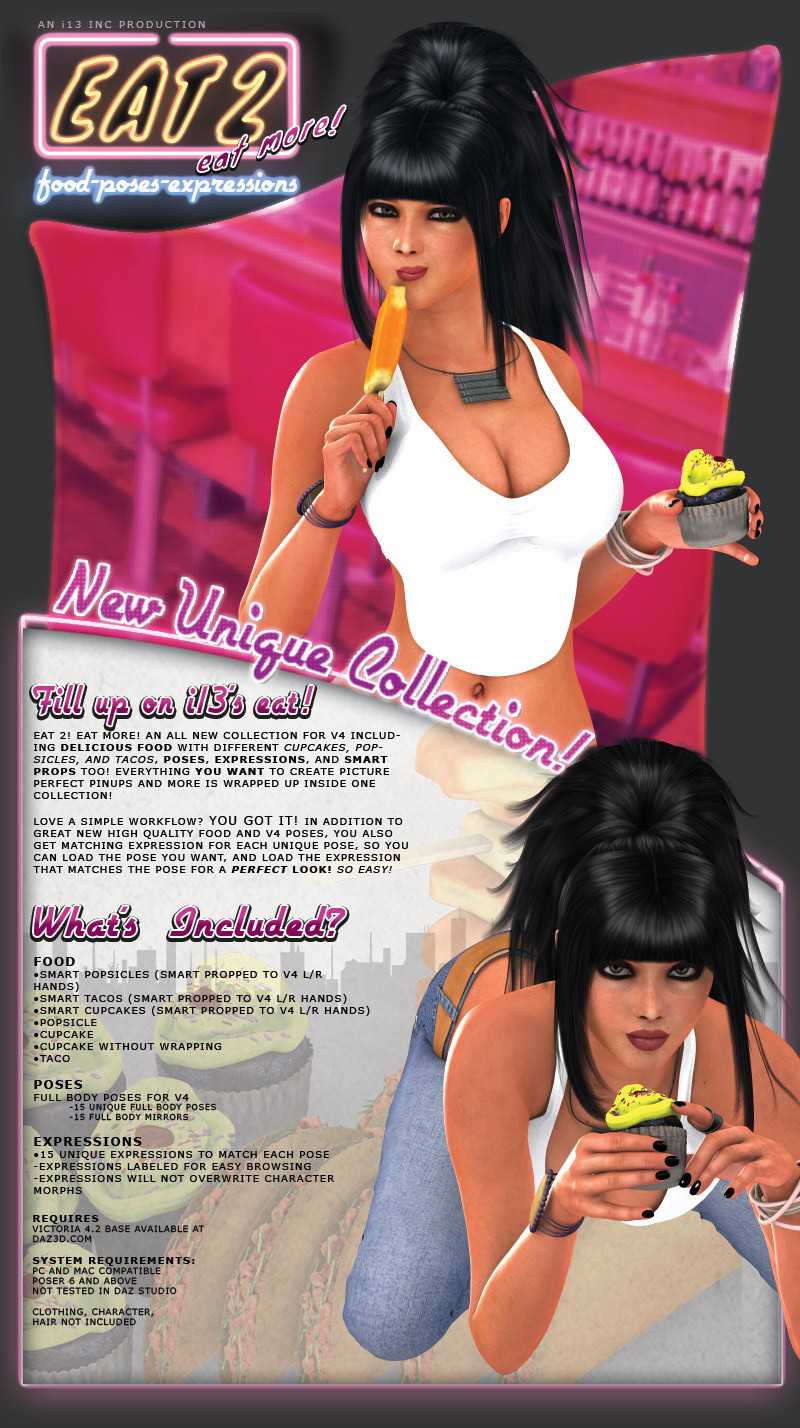 AN i13 INC PRODUCTION
EAT 2
eat more!
food-poses-expressions
New Unique Collection!
Fill up on i13's eat!
EAT 2! EAT MORE! AN ALL NEW COLLECTION FOR V4 INCLUD-
ING DELICIOUS FOOD WITH DIFFERENT CUPCAKES, POP-
SICLES, AND TACOS, POSES, EXPRESSIONS, AND SMART
PROPS TOO! EVERYTHING YOU WANT TO CREATE PICTURE
PERFECT PINUPS AND MORE IS WRAPPED UP INSIDE ONE
COLLECTION!
LOVE A SIMPLE WORKFLOW? YOU GOT IT! IN ADDITION TO
GREAT NEW HIGH QUALITY FOOD AND V4 POSES, YOU ALSO
GET MATCHING EXPRESSION FOR EACH UNIQUE POSE, SO YOU
CAN LOAD THE POSE YOU WANT, AND LOAD THE EXPRESSION
THAT MATCHES THE POSE FOR A PERFECT LOOK! SO EASY!
What's Included?
FOOD
•SMART POPSICLES (SMART PROPPED TO V4 L/R
HANDS)
•SMART TACOS (SMART PROPPED TO V4 L/R HANDS)
•SMART CUPCAKES (SMART PROPPED TO V4 L/R HANDS)
•POPSICLE
•CUPCAKE
•CUPCAKE WITHOUT WRAPPING
•TACO
POSES
FULL BODY POSES FOR V4
-15 UNIQUE FULL BODY POSES
-15 FULL BODY MIRRORS
EXPRESSIONS
•15 UNIQUE EXPRESSIONS TO MATCH EACH POSE
-EXPRESSIONS LABELED FOR EASY BROWSING
-EXPRESSIONS WILL NOT OVERWRITE CHARACTER
MORPHS
REQUIRES
VICTORIA 4.2 BASE AVAILABLE AT
DAZ3D.COM
SYSTEM REQUIREMENTS:
PC AND MAC COMPATIBLE
POSER 6 AND ABOVE
NOT TESTED IN DAZ STUDIO
CLOTHING, CHARACTER,
HAIR NOT INCLUDED